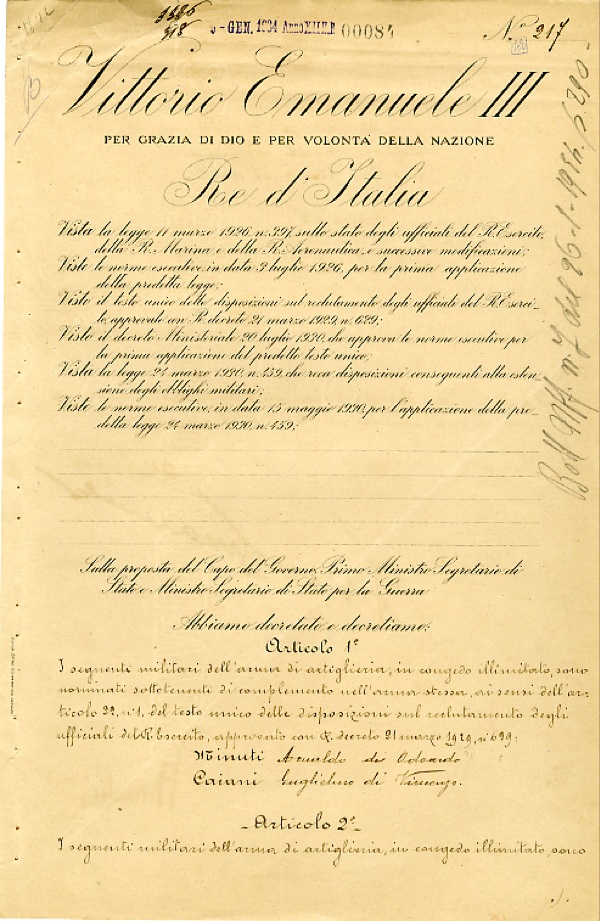 5 - GEN. 1934 Anno XII E.F. 00084
N° 217
Vittorio Emanuele III
PER GRAZIA DI DIO E PER VOLONTA' DELLA NAZIONE
Re d'Italia
Vista la legge 11 marzo 1926, n. 397, sullo stato degli ufficiali del R. Esercito,
della R. Marina e della R. Aeronautica, e successive modificazioni;
Viste le norme esecutive, in data 3 luglio 1926, per la prima applicazione
della predetta legge;
Visto il testo unico delle disposizioni sul reclutamento degli ufficiali del R. Eserci-
to, approvato con R. decreto 21 marzo 1929, n. 629;
Visto il decreto Ministeriale 20 luglio 1930, che approva le norme esecutive per
la prima applicazione del predetto testo unico;
Vista la legge 24 marzo 1930, n. 459, che reca disposizioni conseguenti alla esten-
sione degli obblighi militari;
Viste le norme esecutive, in data 15 maggio 1930, per l'applicazione della pre-
detta legge 24 marzo 1930, n. 459;
Sulla proposta del Capo del Governo, Primo Ministro Segretario di
Stato e Ministro Segretario di Stato per la Guerra
Abbiamo decretato e decretiamo:
Articolo 1°
I seguenti militari dell'arma di artiglieria, in congedo illimitato, sono
nominati sottotenenti di complemento nell'arma stessa, ai sensi dell'ar-
ticolo 22, n° 1, del testo unico delle disposizioni sul reclutamento degli
ufficiali del R. Esercito, approvato con R. decreto 21 marzo 1929, n° 629:
Minuti Arnaldo di Odoardo
Caiani Guglielmo di Vincenzo.
Articolo 2°
I seguenti militari dell'arma di artiglieria, in congedo illimitato, sono
./.